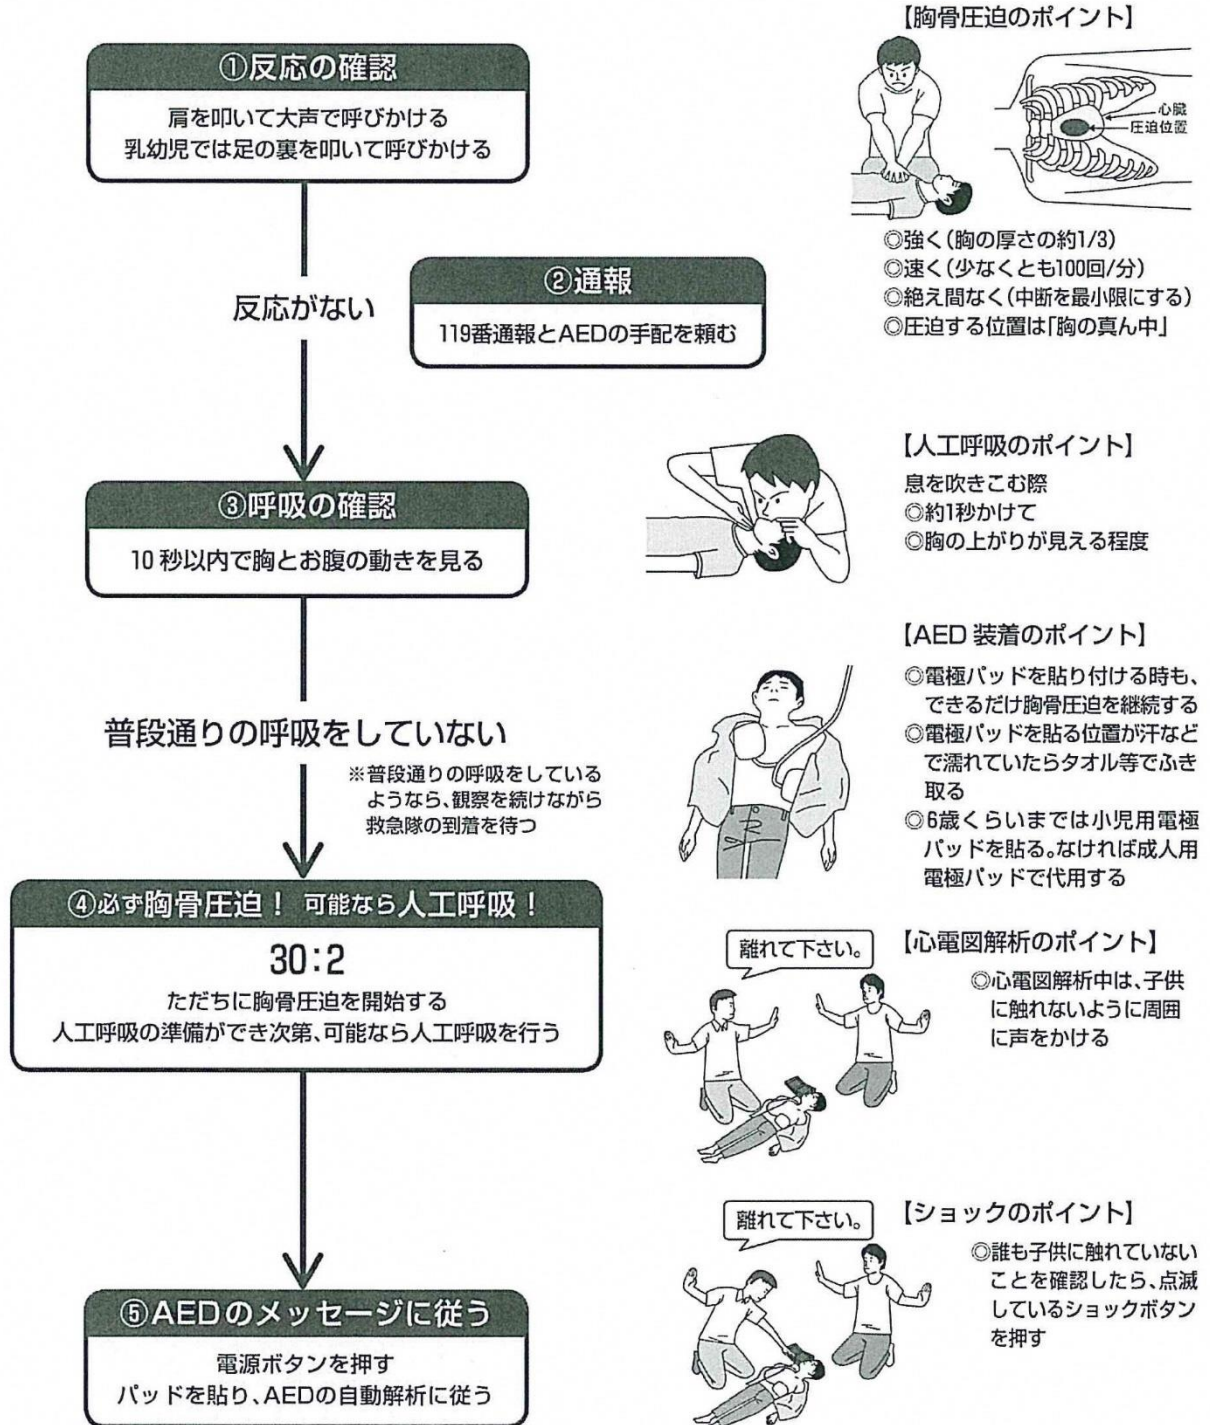 ①反応の確認
肩を叩いて大声で呼びかける
乳幼児では足の裏を叩いて呼びかける
反応がない
②通報
119番通報とAEDの手配を頼む
③呼吸の確認
10秒以内で胸とお腹の動きを見る
普段通りの呼吸をしていない
※普段通りの呼吸をしている
ようなら、観察を続けながら
救急隊の到着を待つ
④必ず胸骨圧迫！ 可能なら人工呼吸！
30：2
ただちに胸骨圧迫を開始する
人工呼吸の準備ができ次第、可能なら人工呼吸を行う
⑤AEDのメッセージに従う
電源ボタンを押す
パッドを貼り、AEDの自動解析に従う
【胸骨圧迫のポイント】
心臓
圧迫位置
◎強く（胸の厚さの約1/3）
◎速く（少なくとも100回/分）
◎絶え間なく（中断を最小限にする）
◎圧迫する位置は「胸の真ん中」
【人工呼吸のポイント】
息を吹きこむ際
◎約1秒かけて
◎胸の上がりが見える程度
【AED 装着のポイント】
◎電極パッドを貼り付ける時も、
できるだけ胸骨圧迫を継続する
◎電極パッドを貼る位置が汗など
で濡れていたらタオル等でふき
取る
◎6歳くらいまでは小児用電極
パッドを貼る。なければ成人用
電極パッドで代用する
離れて下さい。
【心電図解析のポイント】
◎心電図解析中は、子供
に触れないように周囲
に声をかける
離れて下さい。
【ショックのポイント】
◎誰も子供に触れていない
ことを確認したら、点滅
しているショックボタン
を押す